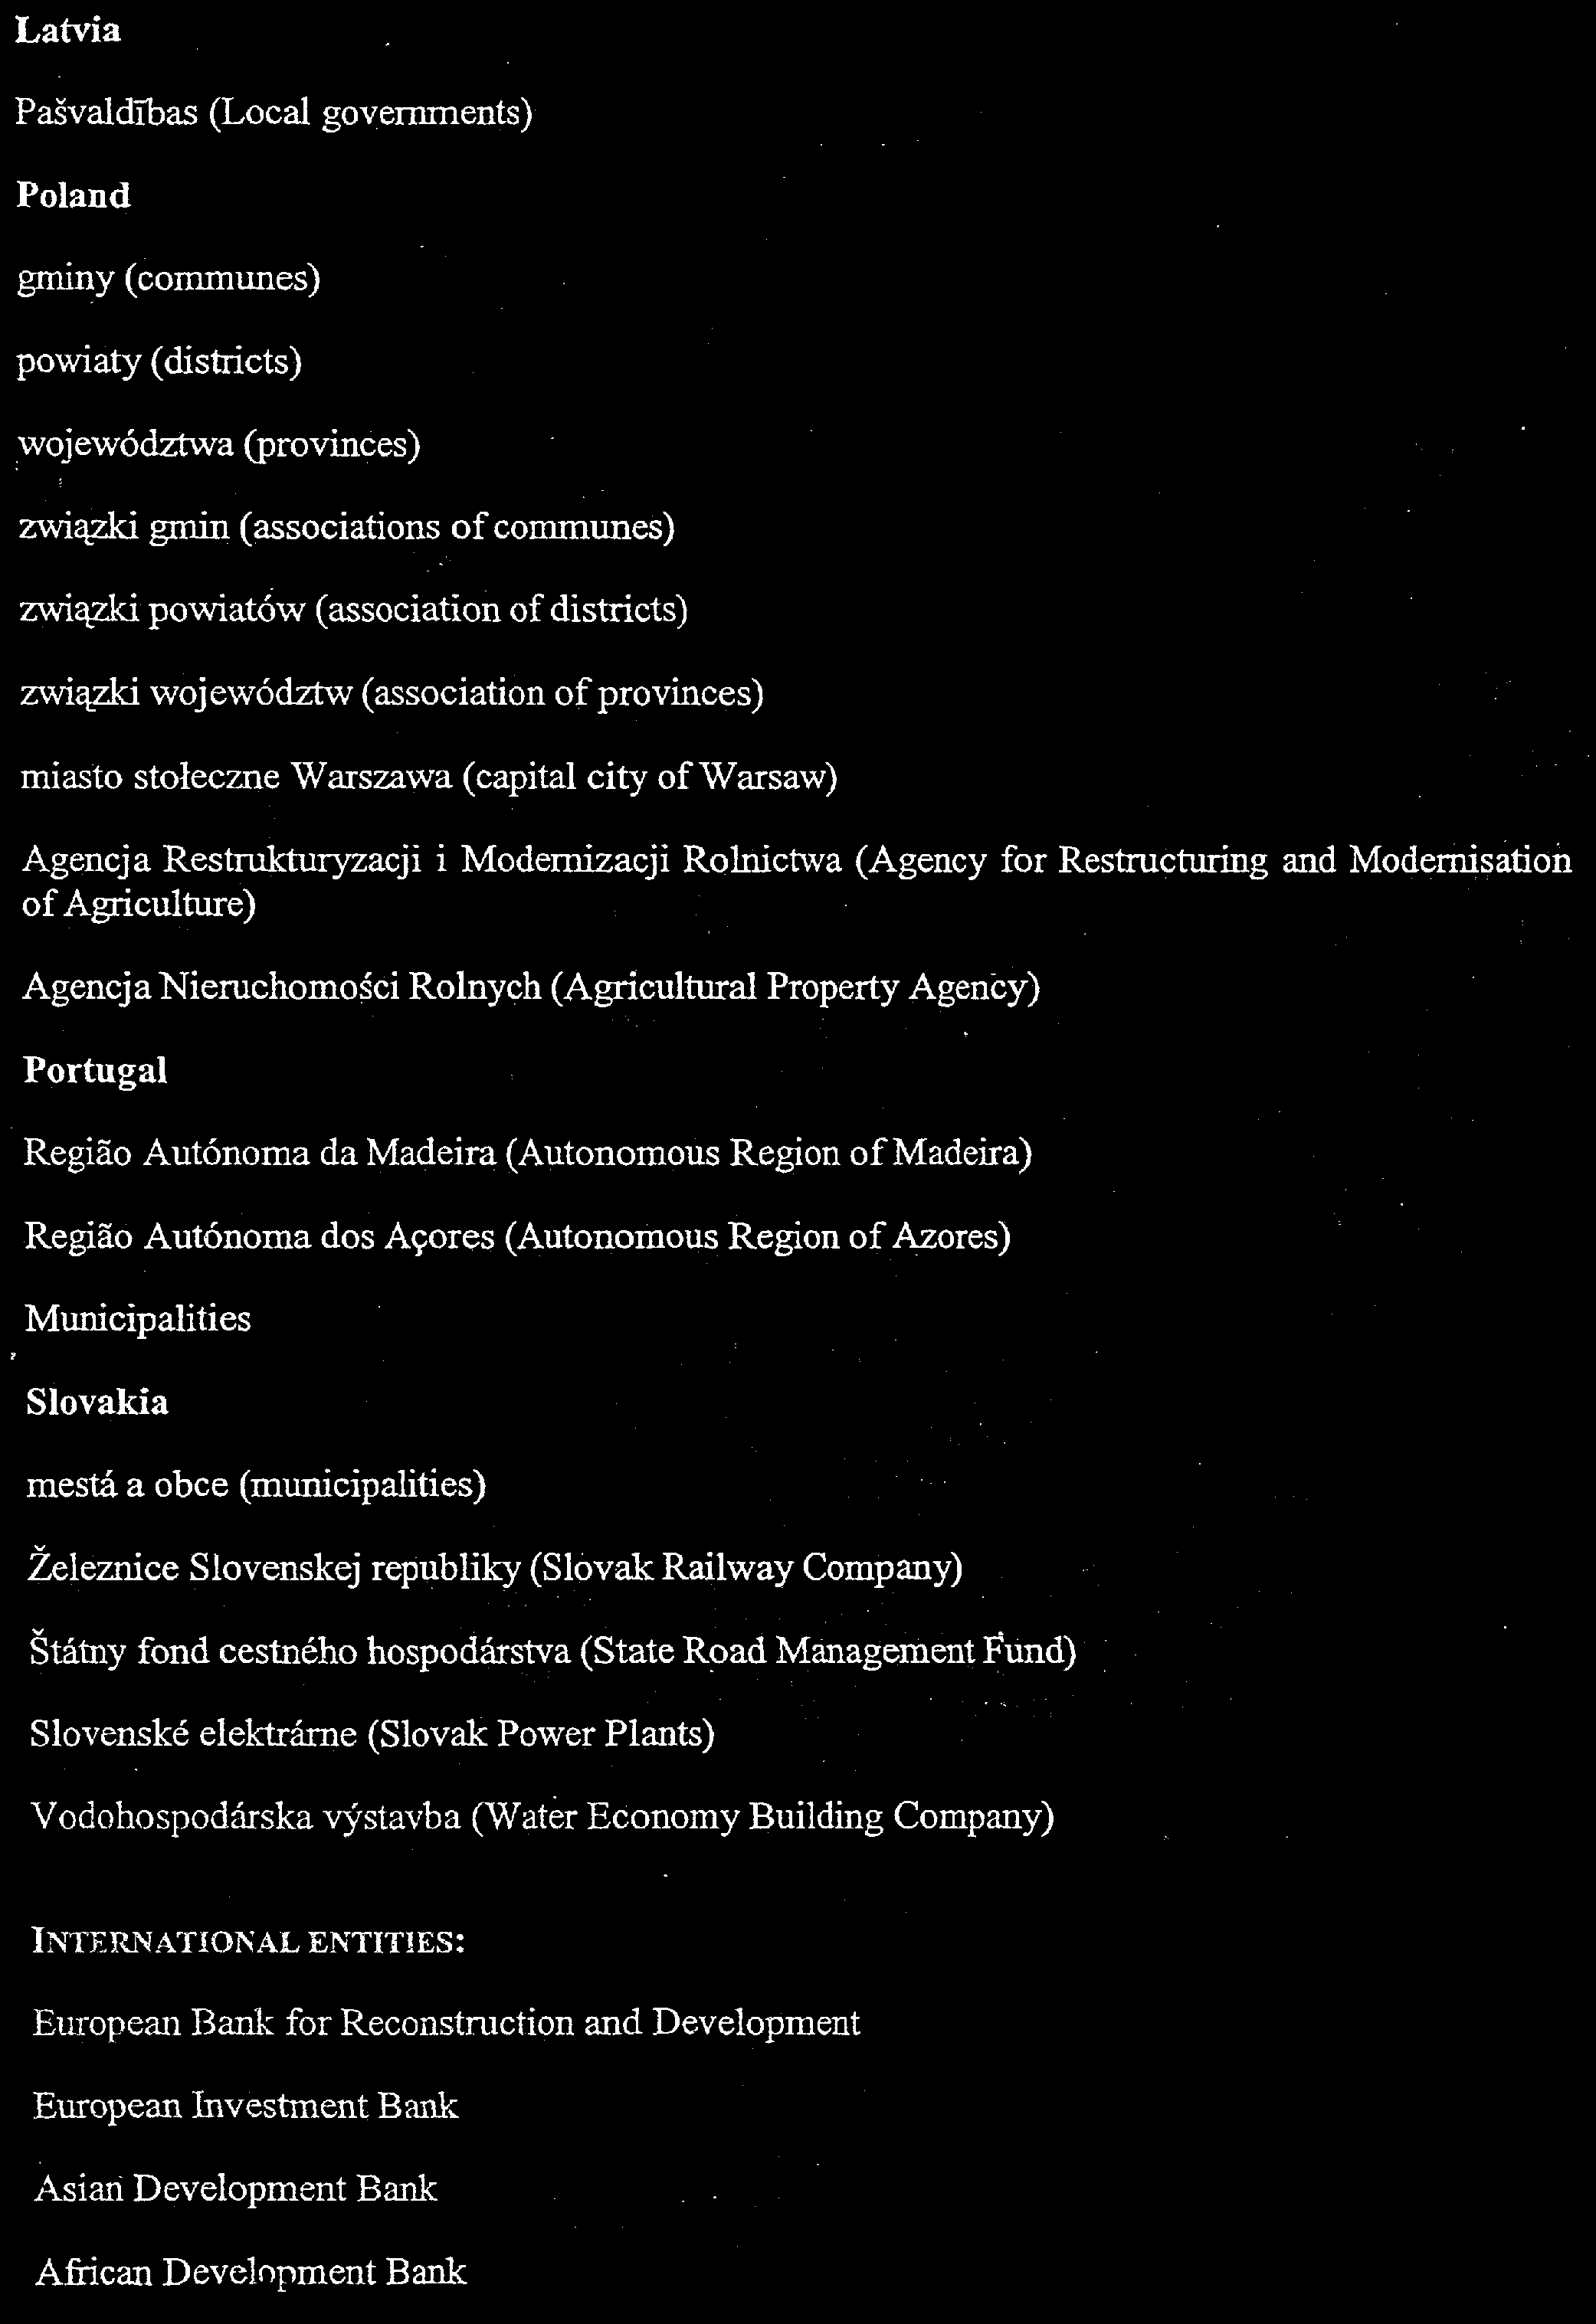 Latvia
Pašvaldības (Local governments)
Poland
gminy (communes)
powiaty (districts)
województwa (provinces)
związki gmin (associations of communes)
związki powiatów (association of districts)
związki województw (association of provinces)
miasto stołeczne Warszawa (capital city of Warsaw)
Agencja Restrukturyzacji i Modernizacji Rolnictwa (Agency for Restructuring and Modernisation
of Agriculture)
Agencja Nieruchomości Rolnych (Agricultural Property Agency)
Portugal
Região Autónoma da Madeira (Autonomous Region of Madeira)
Região Autónoma dos Açores (Autonomous Region of Azores)
Municipalities
Slovakia
mestá a obce (municipalities)
Železnice Slovenskej republiky (Slovak Railway Company)
Štátny fond cestného hospodárstva (State Road Management Fund)
Slovenské elektrárne (Slovak Power Plants)
Vodohospodárska výstavba (Water Economy Building Company)
INTERNATIONAL ENTITIES:
European Bank for Reconstruction and Development
European Investment Bank
Asian Development Bank
African Development Bank